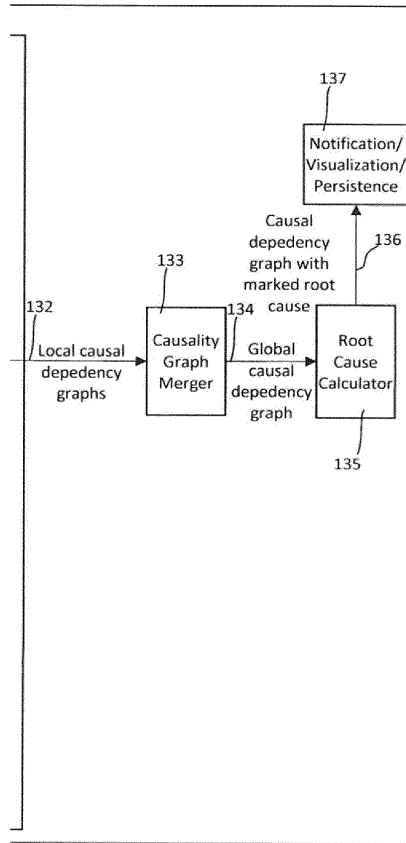 137
Notification/
Visualization/
Persistence
Causal
depedency
graph with
marked root
cause
136
133
132
134
Local causal
depedency
graphs
Causality
Graph
Merger
Global
causal
depedency
graph
Root
Cause
Calculator
135